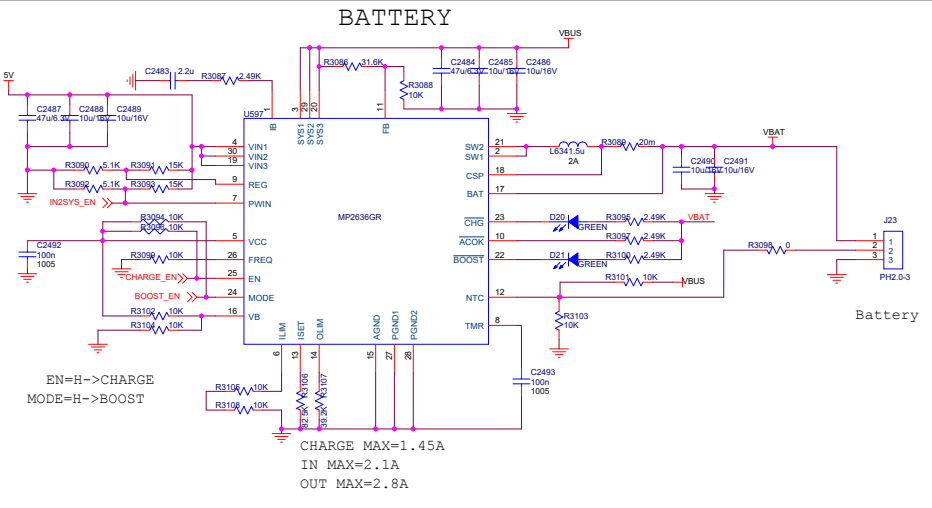 BATTERY
VBUS
5V
C2483 2.2u
R3087 2.49K
R3086 31.6K
R3088
10K
C2484
47u/6.3V
C2485
10u/16V
C2486
10u/16V
C2487
47u/6.3V
C2488
10u/16V
C2489
10u/16V
U597
1 3 29 20 11
IB SYS1 SYS2 SYS3 FB
4 VIN1
30 VIN2
19 VIN3
9 REG
7 PWIN
5 VCC
26 FREQ
25 EN
24 MODE
16 VB
MP2636GR
SW2 21
SW1 2
CSP 18
BAT 17
CHG 23
ACOK 10
BOOST 22
NTC 12
TMR 8
ILIM ISET OLIM AGND PGND1 PGND2
6 13 14 15 27 28
R3090 5.1K R3091 15K
R3092 5.1K R3093 15K
IN2SYS_EN
R3094 10K
10K
C2492
100n
1005
R3099 10K
CHARGE_EN
BOOST_EN
R3102 10K
R3104 10K
L634 1.5u
2A
R3089 20m
VBAT
C2490
10u/16V
C2491
10u/16V
D20
GREEN
R3095 2.49K
VBAT
R3097 2.49K
D21
GREEN
R3100 2.49K
R3101 10K
VBUS
R3098 0
R3103
10K
J23
1
2
3
PH2.0-3
Battery
C2493
100n
1005
R3105 10K
R3108 10K
R3106
82.5K
R3107
39.2K
EN=H->CHARGE
MODE=H->BOOST
CHARGE MAX=1.45A
IN MAX=2.1A
OUT MAX=2.8A